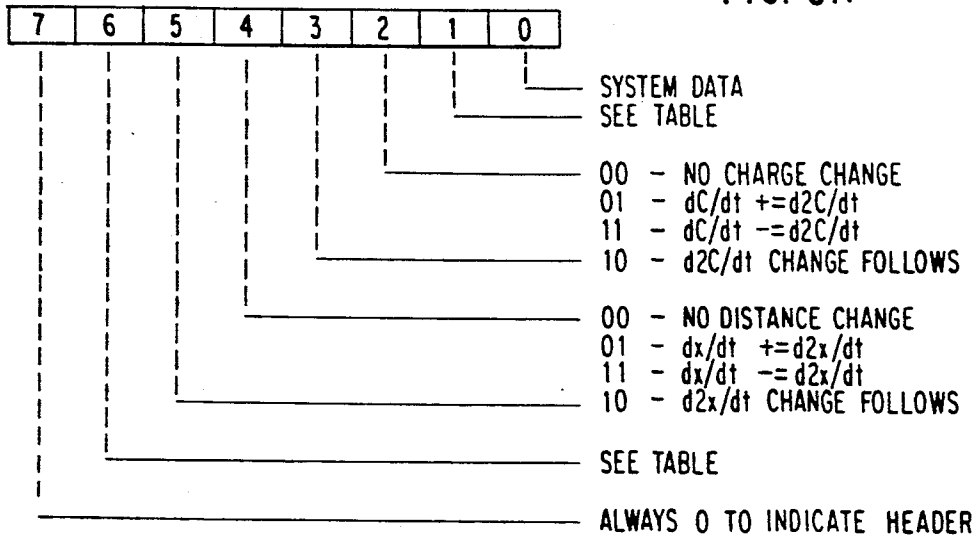 7 6 5 4 3 2 1 0
SYSTEM DATA
SEE TABLE
00 - NO CHARGE CHANGE
01 - dC/dt +=d2C/dt
11 - dC/dt -=d2C/dt
10 - d2C/dt CHANGE FOLLOWS
00 - NO DISTANCE CHANGE
01 - dx/dt +=d2x/dt
11 - dx/dt -=d2x/dt
10 - d2x/dt CHANGE FOLLOWS
SEE TABLE
ALWAYS 0 TO INDICATE HEADER